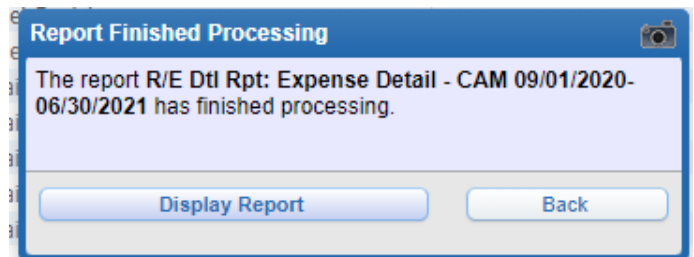 Report Finished Processing
The report R/E Dtl Rpt: Expense Detail - CAM 09/01/2020-
06/30/2021 has finished processing.
Display Report
Back